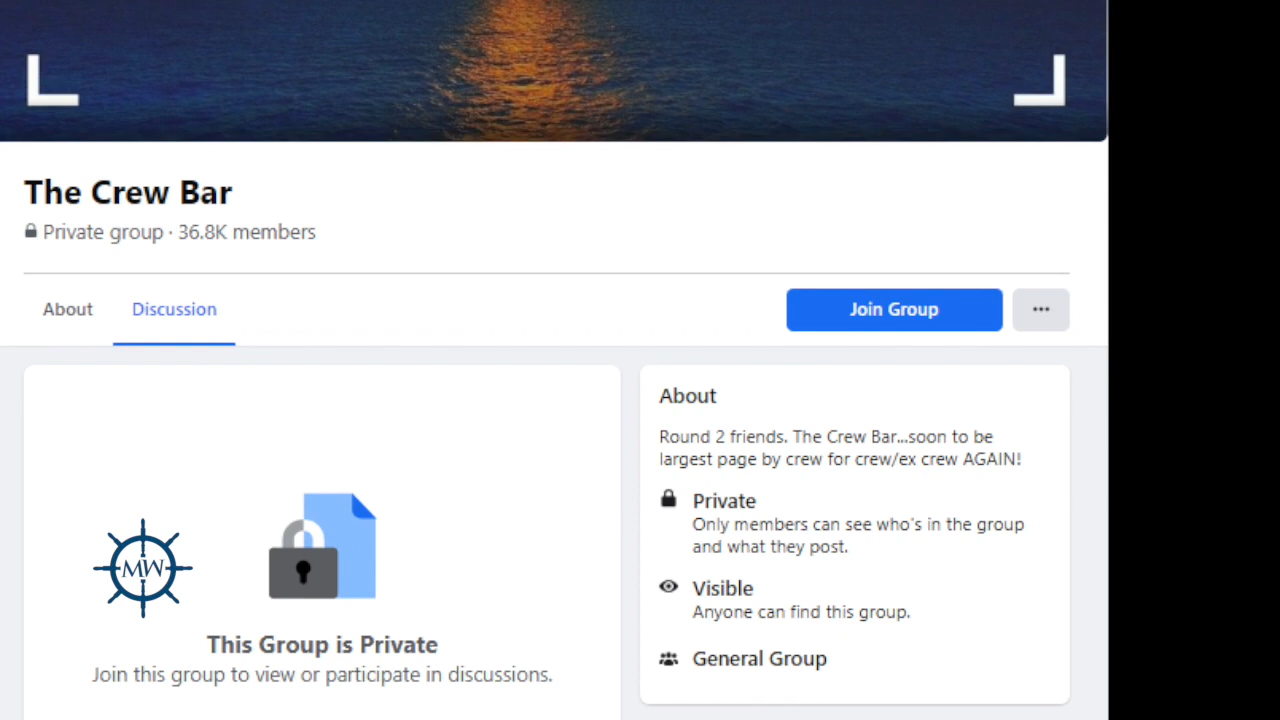 The Crew Bar
Private group · 36.8K members
About
Discussion
Join Group
About
Round 2 friends. The Crew Bar...soon to be
largest page by crew for crew/ex crew AGAIN!
Private
Only members can see who's in the group
and what they post.
Visible
Anyone can find this group.
General Group
MW
This Group is Private
Join this group to view or participate in discussions.